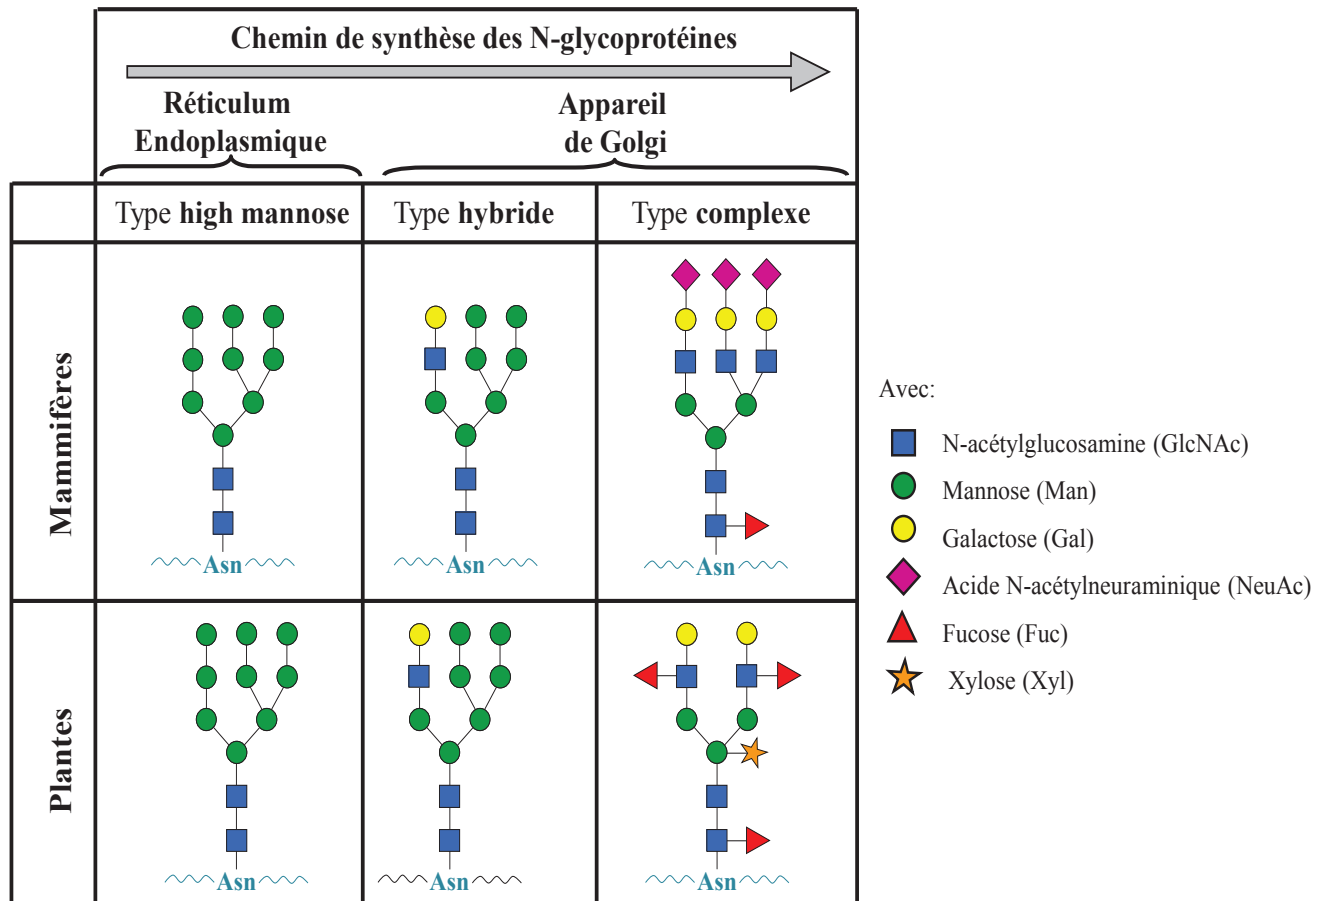 Chemin de synthèse des N-glycoprotéines
Réticulum
Endoplasmique
Appareil
de Golgi
Type high mannose
Type hybride
Type complexe
Mammifères
Asn
Asn
Asn
Plantes
Asn
Asn
Asn
Avec:
N-acétylglucosamine (GlcNAc)
Mannose (Man)
Galactose (Gal)
Acide N-acétylneuraminique (NeuAc)
Fucose (Fuc)
Xylose (Xyl)